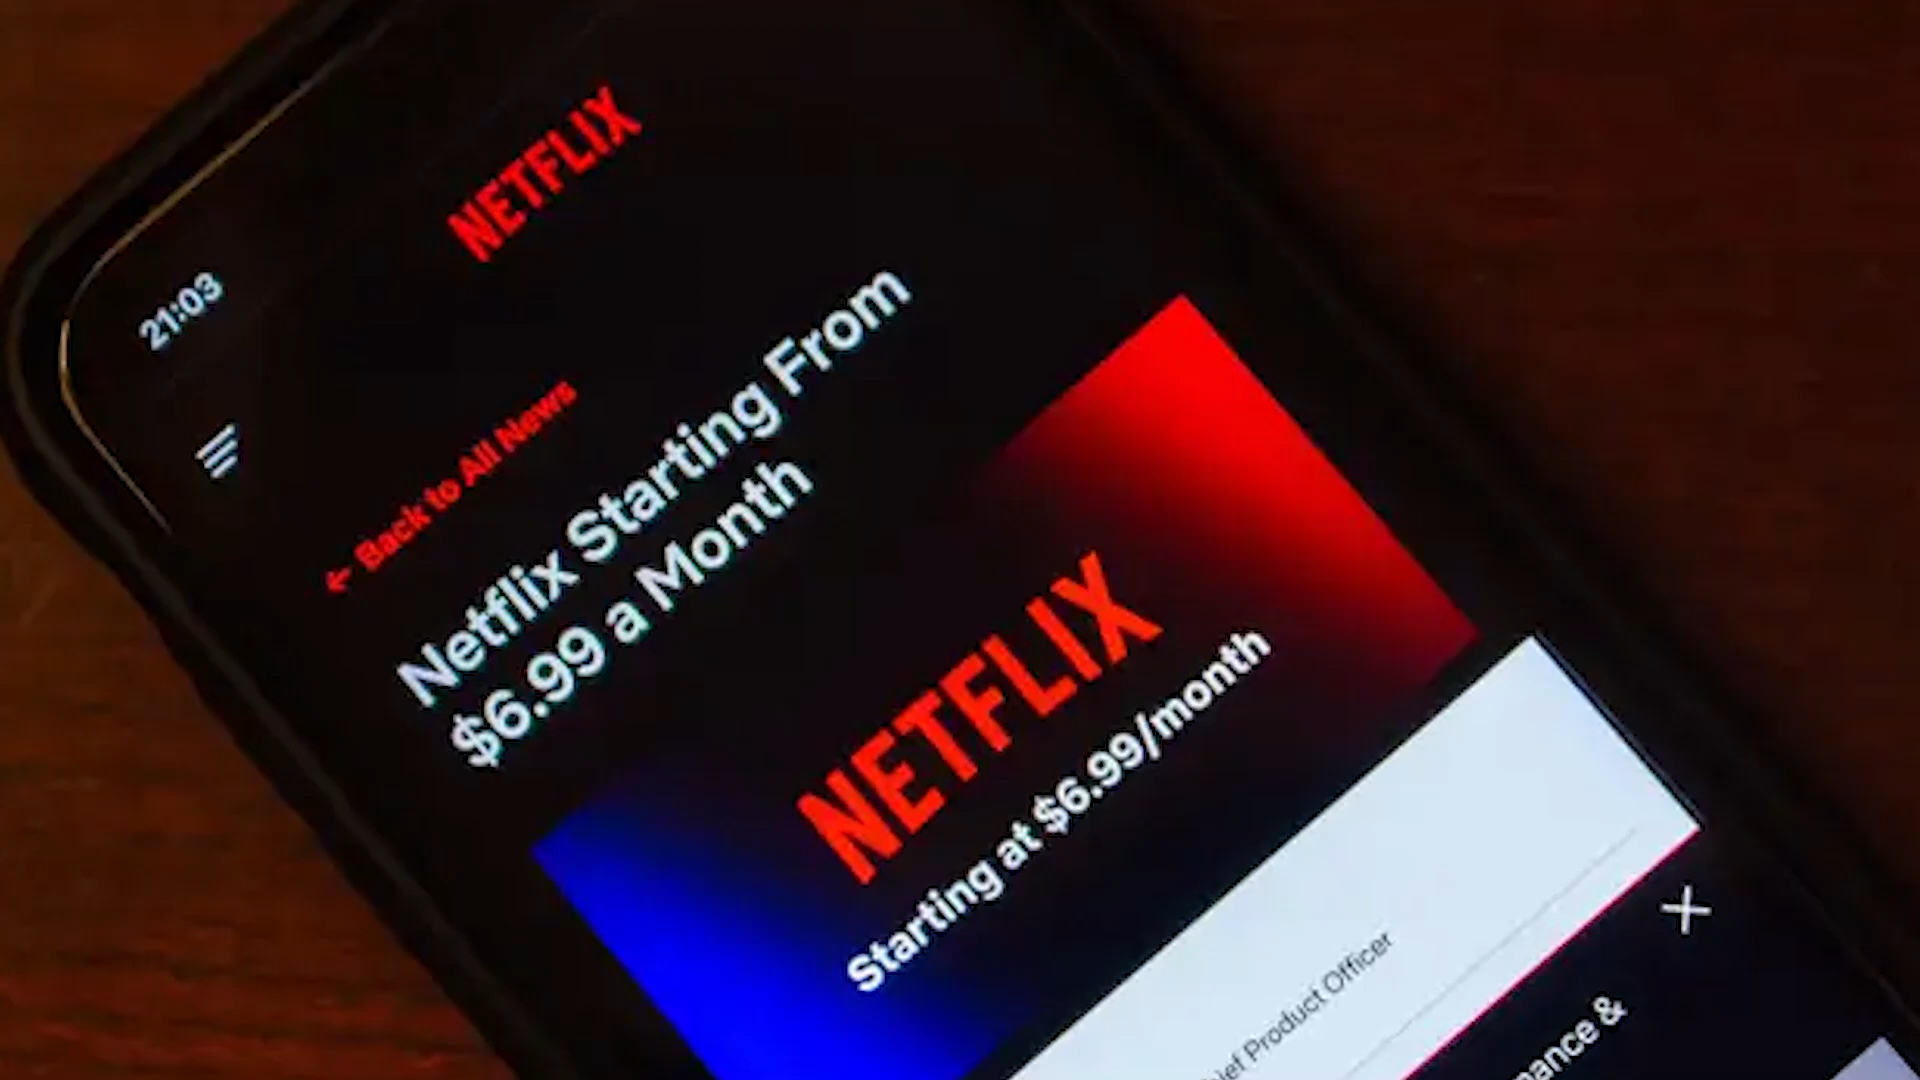 21:03
NETFLIX
← Back to All News
Netflix Starting From
$6.99 a Month
NETFLIX
Starting at $6.99/month
Product Officer
&